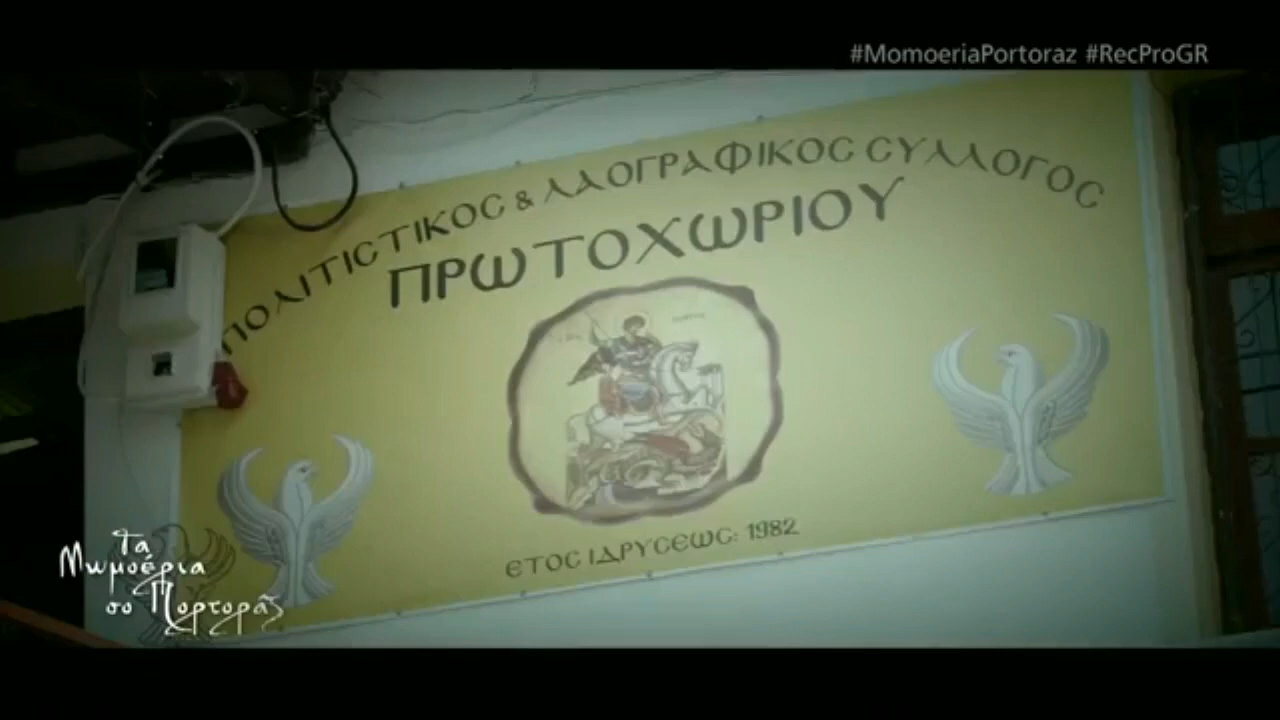 #MomoeriaPortoraz #RecProGR
ΠΟΛΙΤΙΣΤΙΚΟΣ & ΛΑΟΓΡΑΦΙΚΟΣ ΣΥΛΛΟΓΟΣ
ΠΡΩΤΟΧΩΡΙΟΥ
ΕΤΟΣ ΙΔΡΥΣΕΩΣ: 1982
Τα
Μωμοέρια
σο Πορτοράζ